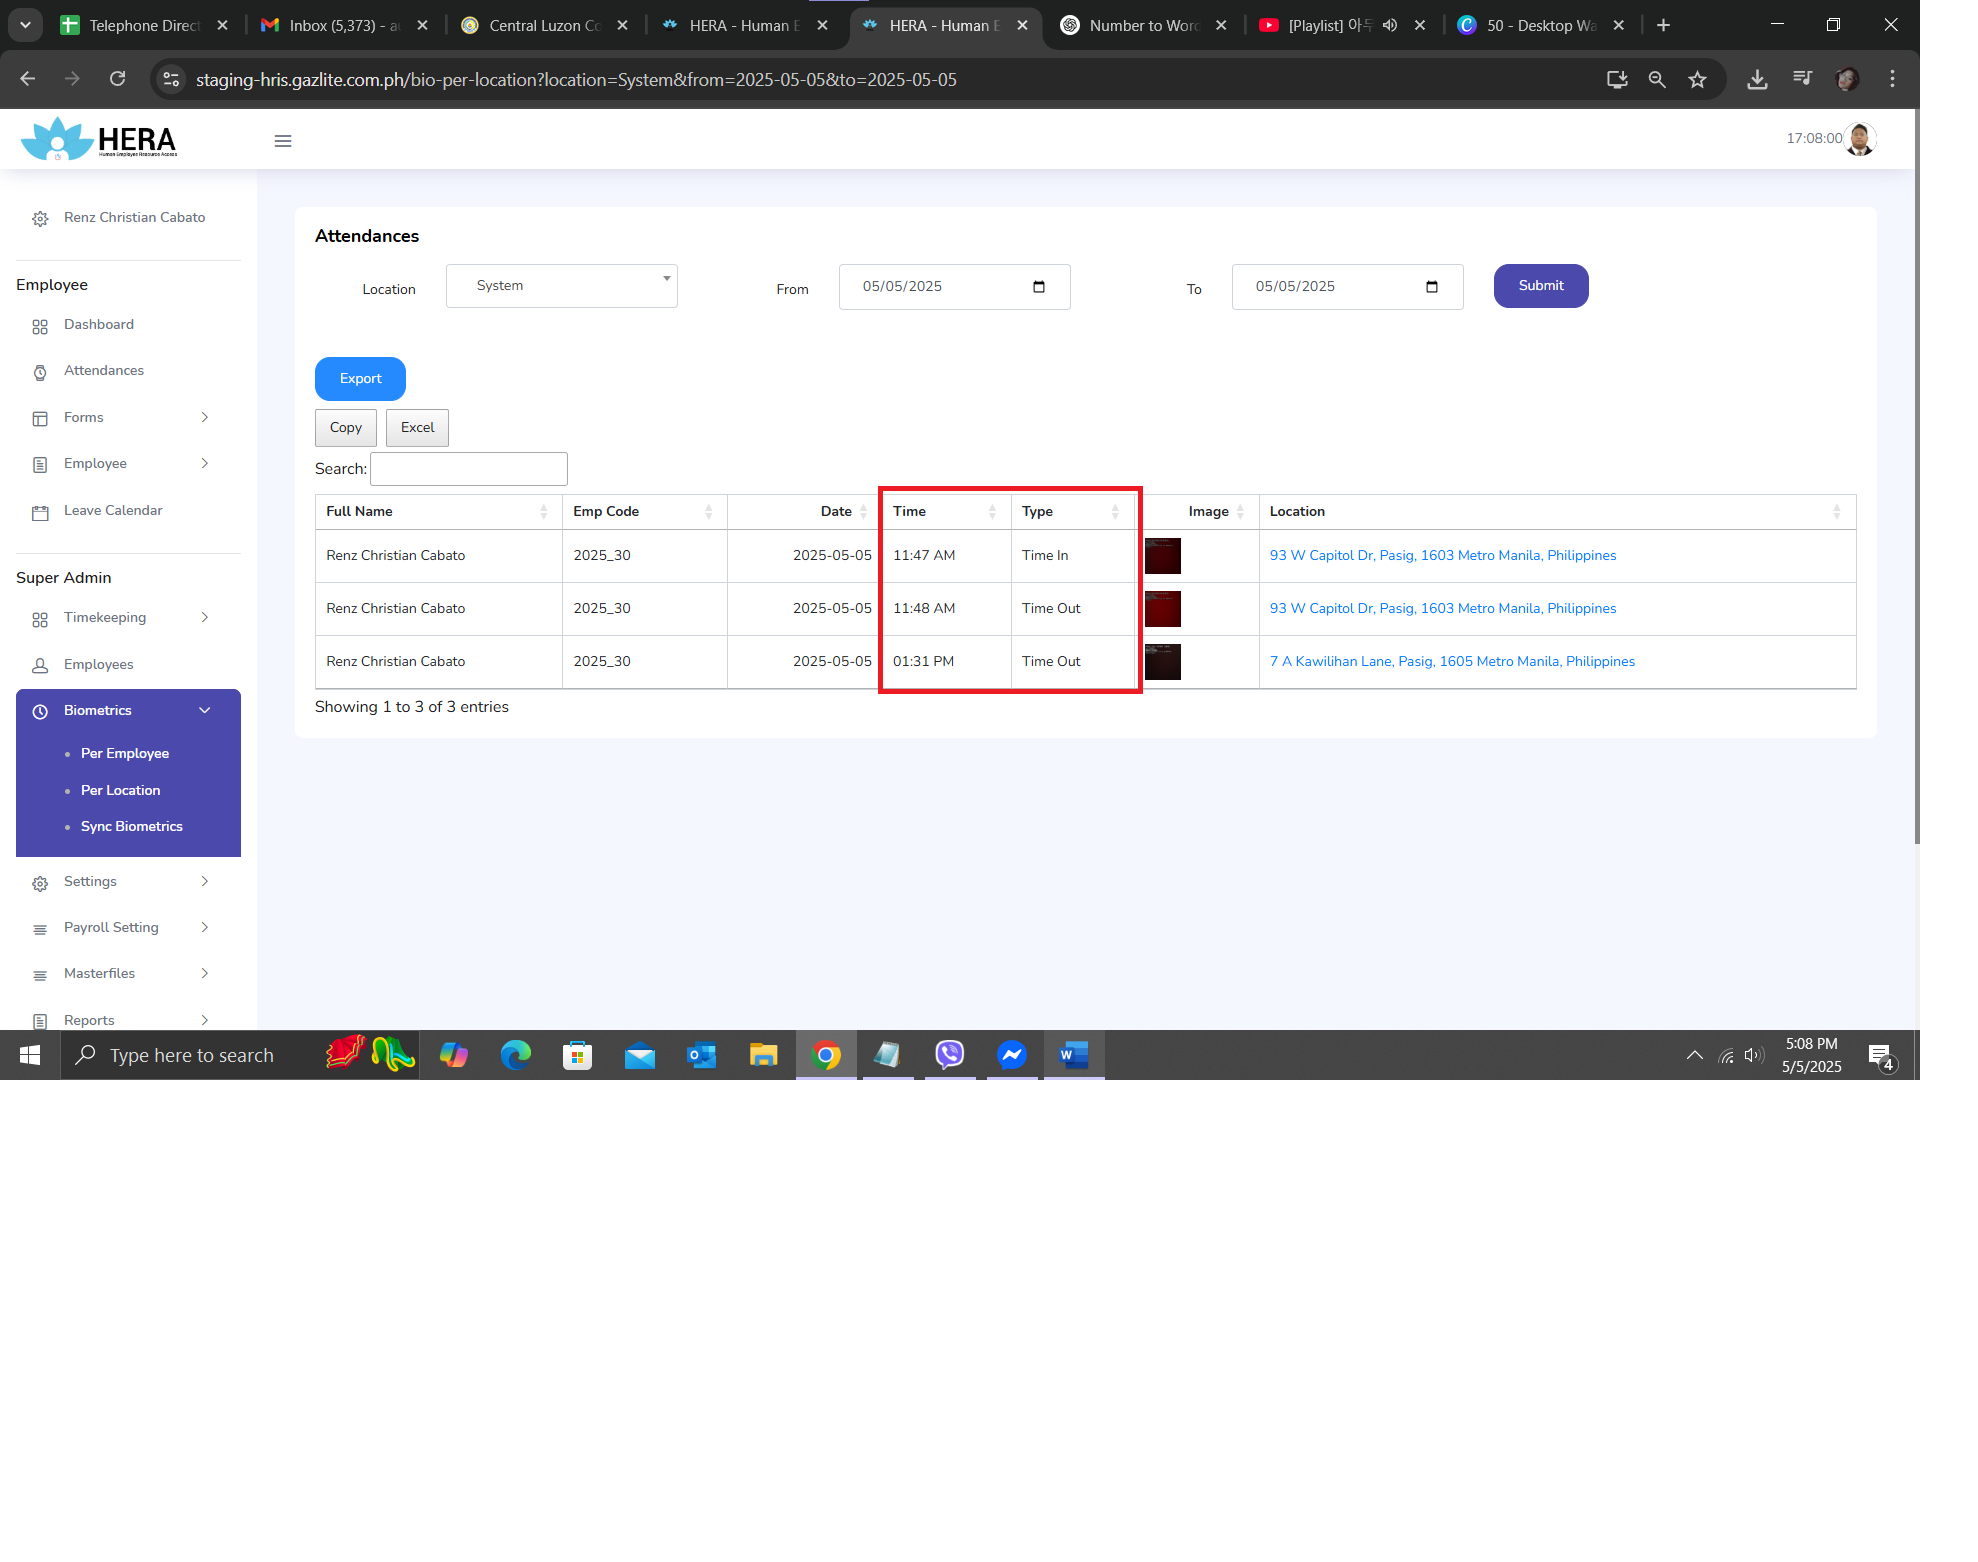 Telephone Direct
Inbox (5,373) - au
Central Luzon Co
HERA - Human E
HERA - Human E
Number to Word
[Playlist] 아무
50 - Desktop Wa
staging-hris.gazlite.com.ph/bio-per-location?location=System&from=2025-05-05&to=2025-05-05
HERA
Human Employee Resource Access
17:08:00
Renz Christian Cabato
Employee
Dashboard
Attendances
Forms
Employee
Leave Calendar
Super Admin
Timekeeping
Employees
Biometrics
Per Employee
Per Location
Sync Biometrics
Settings
Payroll Setting
Masterfiles
Reports
Attendances
Location System From 05/05/2025 To 05/05/2025 Submit
Export
Copy Excel
Search:
Full Name Emp Code Date Time Type Image Location
Renz Christian Cabato 2025_30 2025-05-05 11:47 AM Time In 93 W Capitol Dr, Pasig, 1603 Metro Manila, Philippines
Renz Christian Cabato 2025_30 2025-05-05 11:48 AM Time Out 93 W Capitol Dr, Pasig, 1603 Metro Manila, Philippines
Renz Christian Cabato 2025_30 2025-05-05 01:31 PM Time Out 7 A Kawilihan Lane, Pasig, 1605 Metro Manila, Philippines
Showing 1 to 3 of 3 entries
Type here to search
5:08 PM
5/5/2025
4